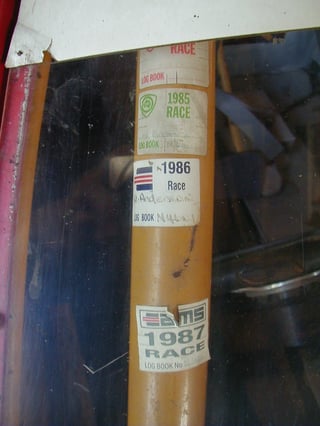 RACE
LOG BOOK
1985
RACE
LOG BOOK
1986
Race
LOG BOOK
CAMS
1987
RACE
LOG BOOK No